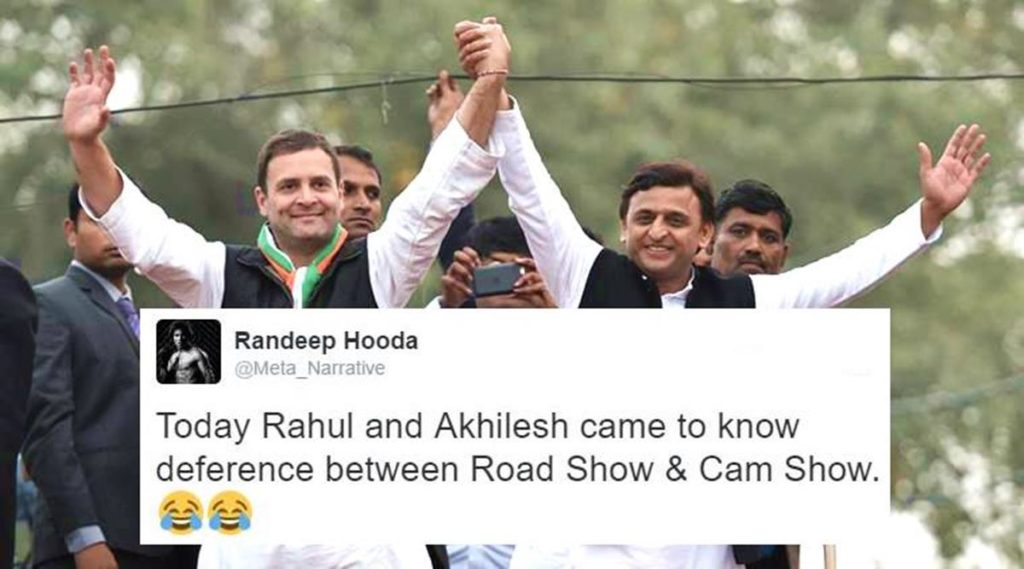 Randeep Hooda
@Meta_Narrative
Today Rahul and Akhilesh came to know
deference between Road Show & Cam Show.
😂😂